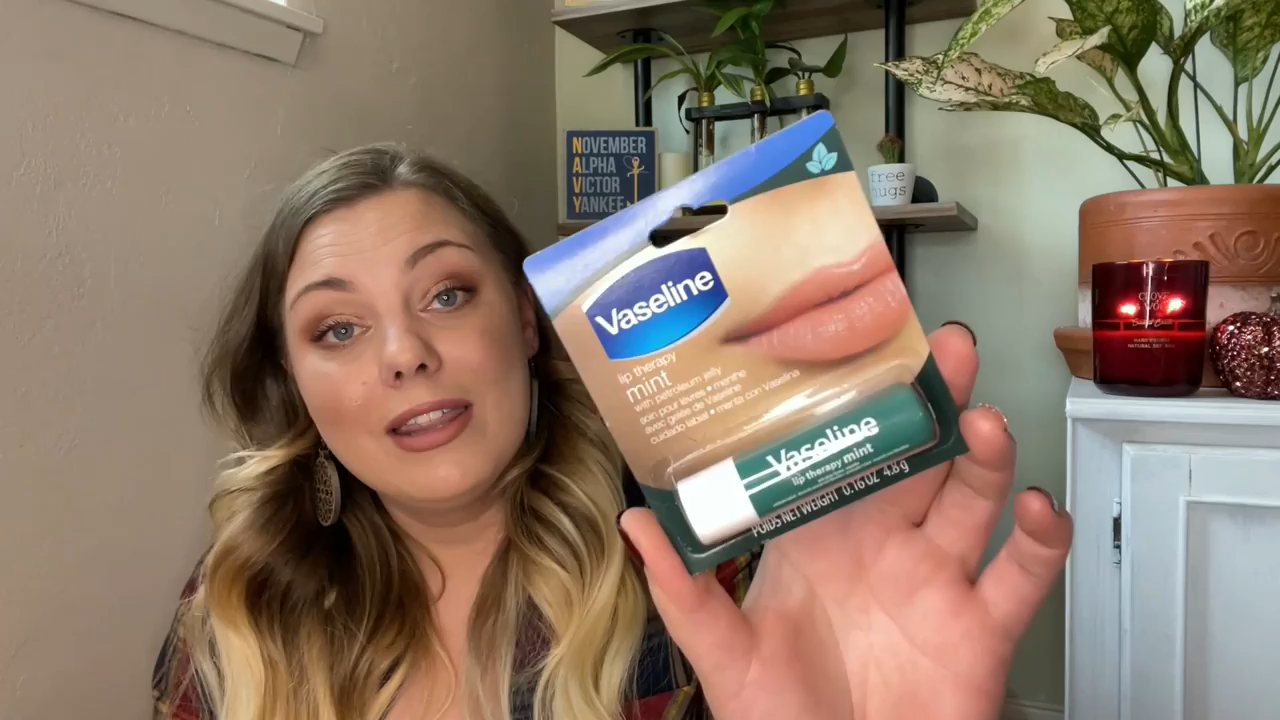 NOVEMBER
ALPHA
VICTOR
YANKEE
free
hugs
Vaseline
lip therapy
mint
with petroleum jelly
soin pour lèvres • menthe
avec gelée de Vaseline
cuidado labial • menta con Vaselina
Vaseline
lip therapy mint
POIDS NET WEIGHT 0.16 OZ 4.8 g